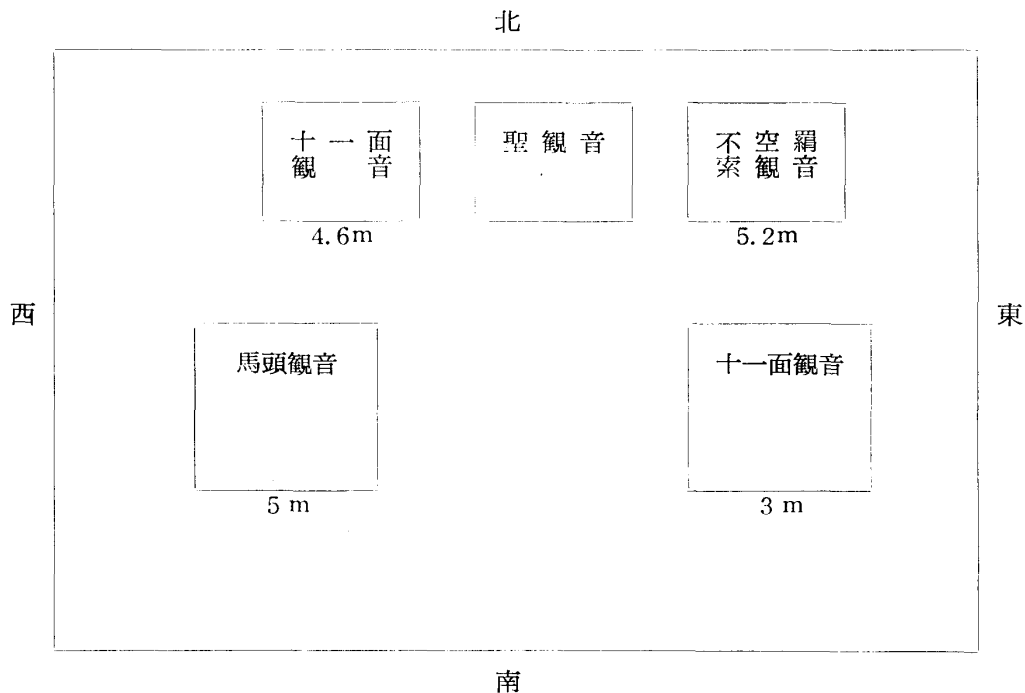 北
十一面
観音
聖観音
不空羂
索観音
4.6m
5.2m
西
東
馬頭観音
十一面観音
5 m
3 m
南